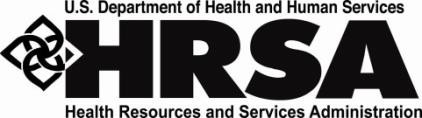 U.S. Department of Health and Human Services
HRSA
Health Resources and Services Administration